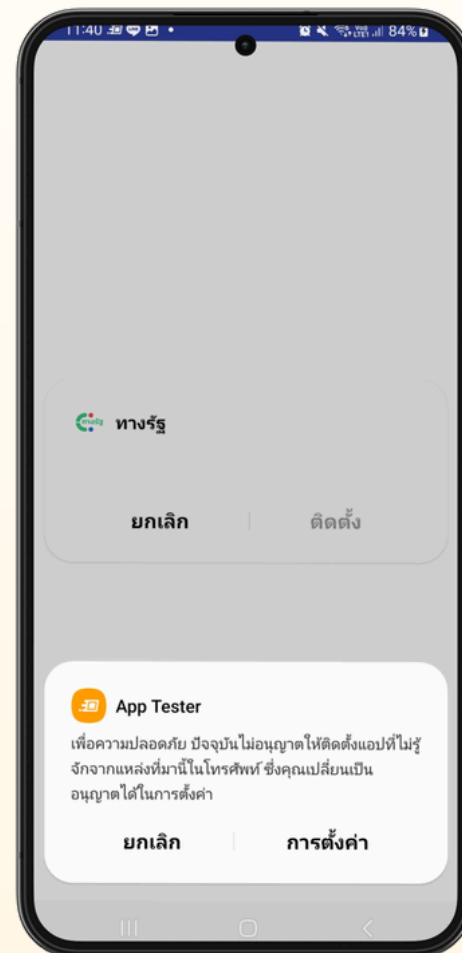 11:40
84%
ทางรัฐ
ยกเลิก
ติดตั้ง
App Tester
เพื่อความปลอดภัย ปัจจุบันไม่อนุญาตให้ติดตั้งแอปที่ไม่รู้
จักจากแหล่งที่มานี้ในโทรศัพท์ ซึ่งคุณเปลี่ยนเป็น
อนุญาตได้ในการตั้งค่า
ยกเลิก
การตั้งค่า